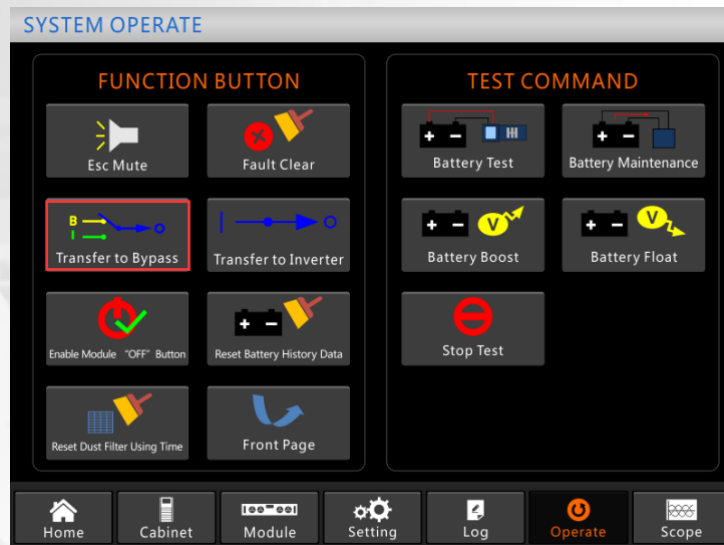 SYSTEM OPERATE
FUNCTION BUTTON
Esc Mute
Fault Clear
B
I
Transfer to Bypass
Transfer to Inverter
Enable Module "OFF" Button
Reset Battery History Data
Reset Dust Filter Using Time
Front Page
TEST COMMAND
Battery Test
Battery Maintenance
V
Battery Boost
V
Battery Float
Stop Test
Home
Cabinet
Module
Setting
Log
Operate
Scope